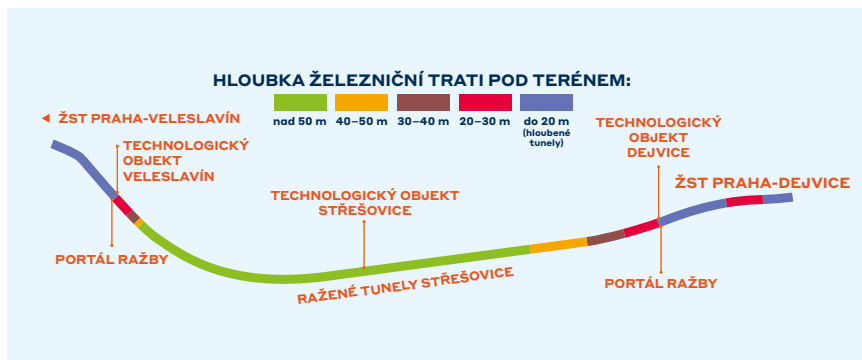 HLOUBKA ŽELEZNIČNÍ TRATI POD TERÉNEM:
nad 50 m
40–50 m
30–40 m
20–30 m
do 20 m
(hloubené
tunely)
ŽST PRAHA-VELESLAVÍN
TECHNOLOGICKÝ
OBJEKT
VELESLAVÍN
PORTÁL RAŽBY
TECHNOLOGICKÝ OBJEKT
STŘEŠOVICE
RAŽENÉ TUNELY STŘEŠOVICE
TECHNOLOGICKÝ
OBJEKT
DEJVICE
ŽST PRAHA-DEJVICE
PORTÁL RAŽBY